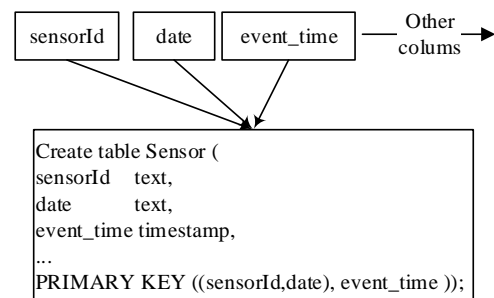 sensorId date event_time Other
colums
Create table Sensor (
sensorId text,
date text,
event_time timestamp,
...
PRIMARY KEY ((sensorId,date), event_time ));